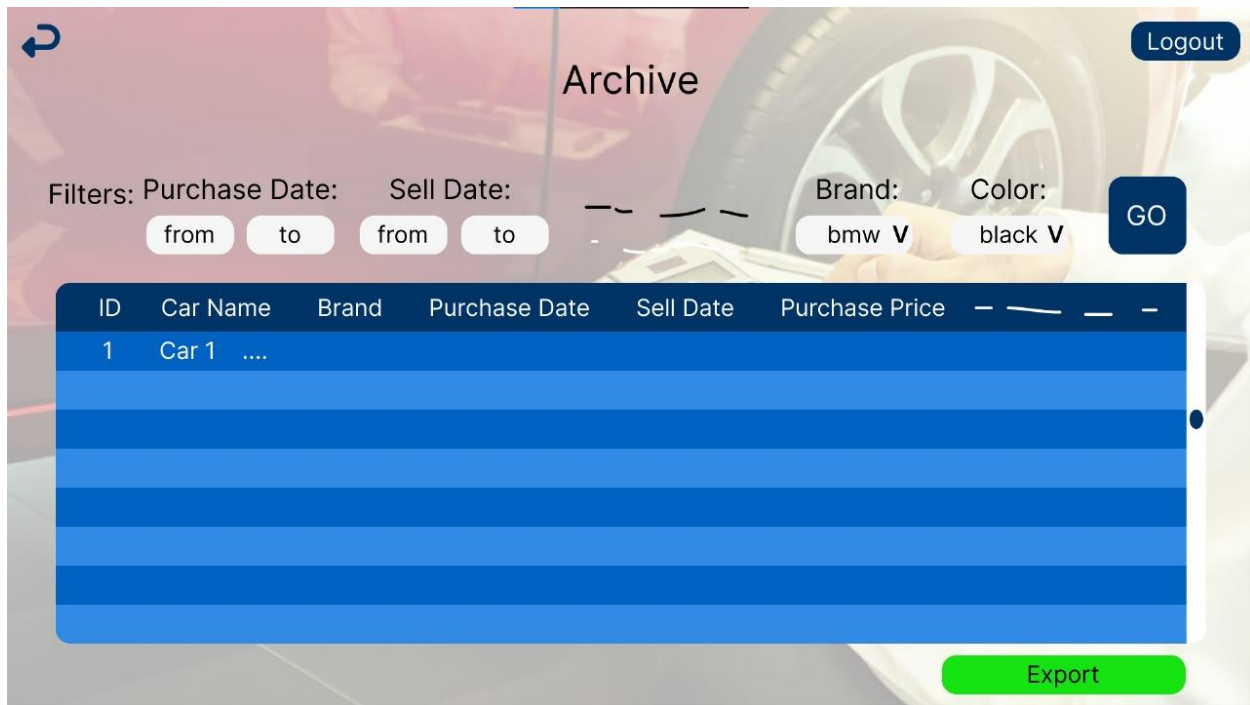 Logout
Archive
Filters: Purchase Date: Sell Date: Brand: Color:
from to from to bmw V black V GO
ID Car Name Brand Purchase Date Sell Date Purchase Price
1 Car 1 ....
Export